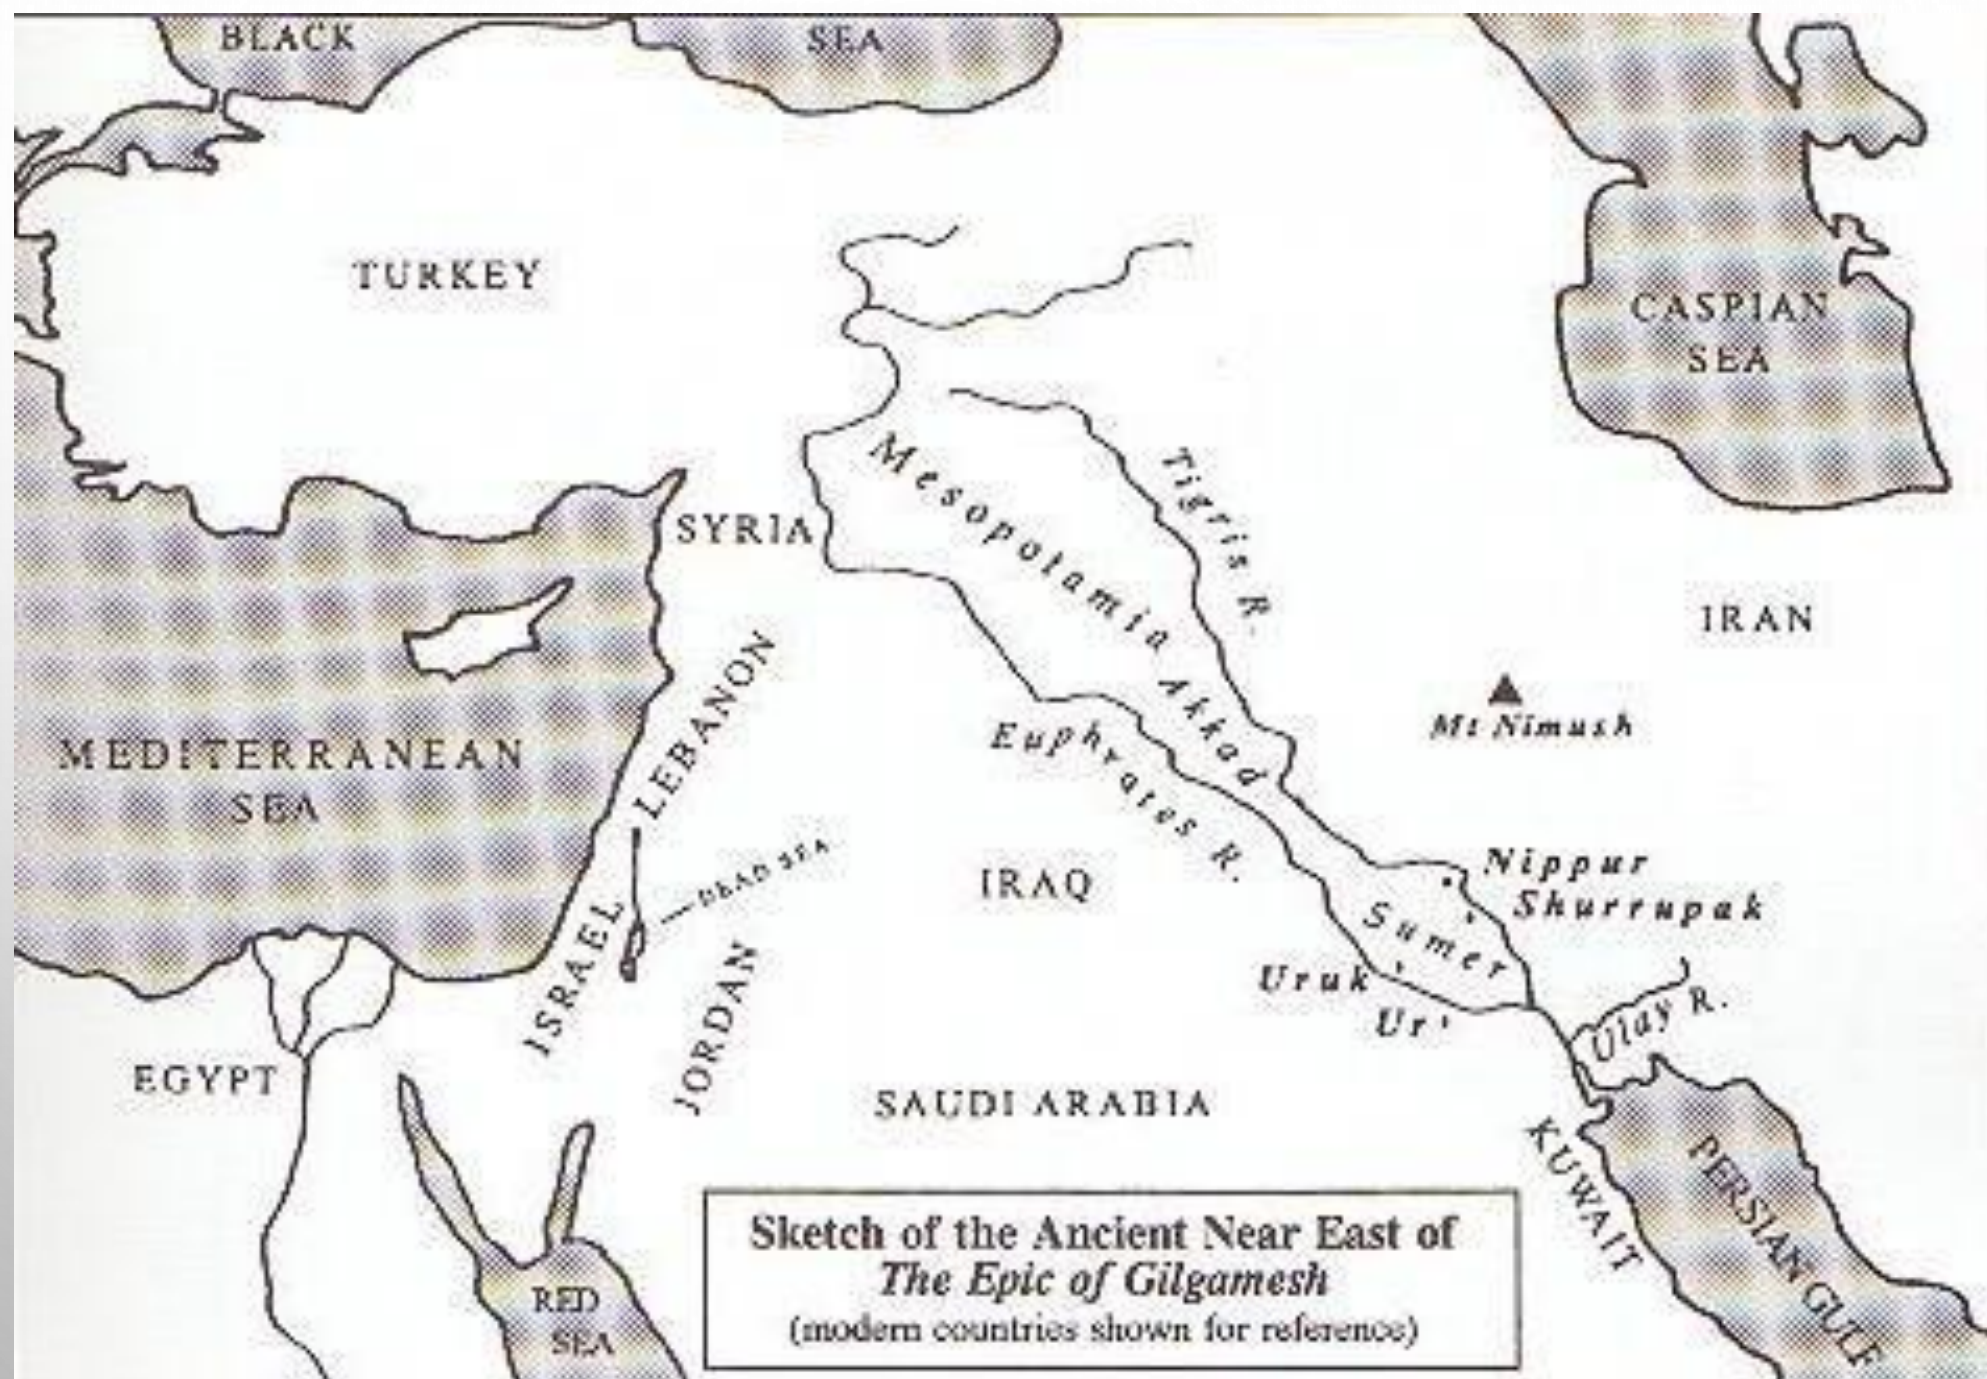 BLACK
SEA
TURKEY
CASPIAN
SEA
Mesopotamia
Tigris R.
SYRIA
IRAN
LEBANON
Akkad
Mt Nimush
Euphrates R.
MEDITERRANEAN
SEA
DEAD SEA
IRAQ
Nippur
Shurrupak
Sumer
ISRAEL
JORDAN
Uruk
Ur
Ulay R.
EGYPT
SAUDI ARABIA
KUWAIT
PERSIAN GULF
RED
SEA
Sketch of the Ancient Near East of
The Epic of Gilgamesh
(modern countries shown for reference)